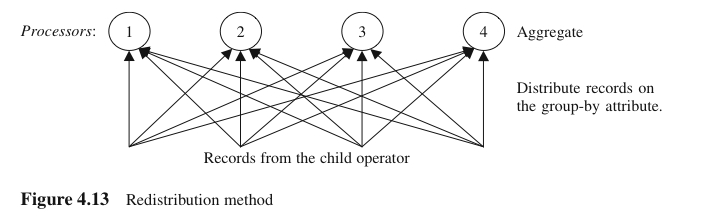 Processors: 1 2 3 4 Aggregate
Distribute records on
the group-by attribute.
Records from the child operator
Figure 4.13 Redistribution method